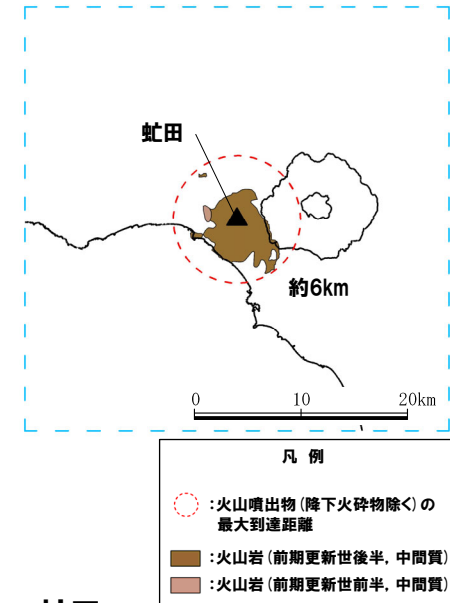 虻田
約6km
0 10 20km
凡 例
:火山噴出物(降下火砕物除く)の
最大到達距離
:火山岩(前期更新世後半, 中間質)
:火山岩(前期更新世前半, 中間質)